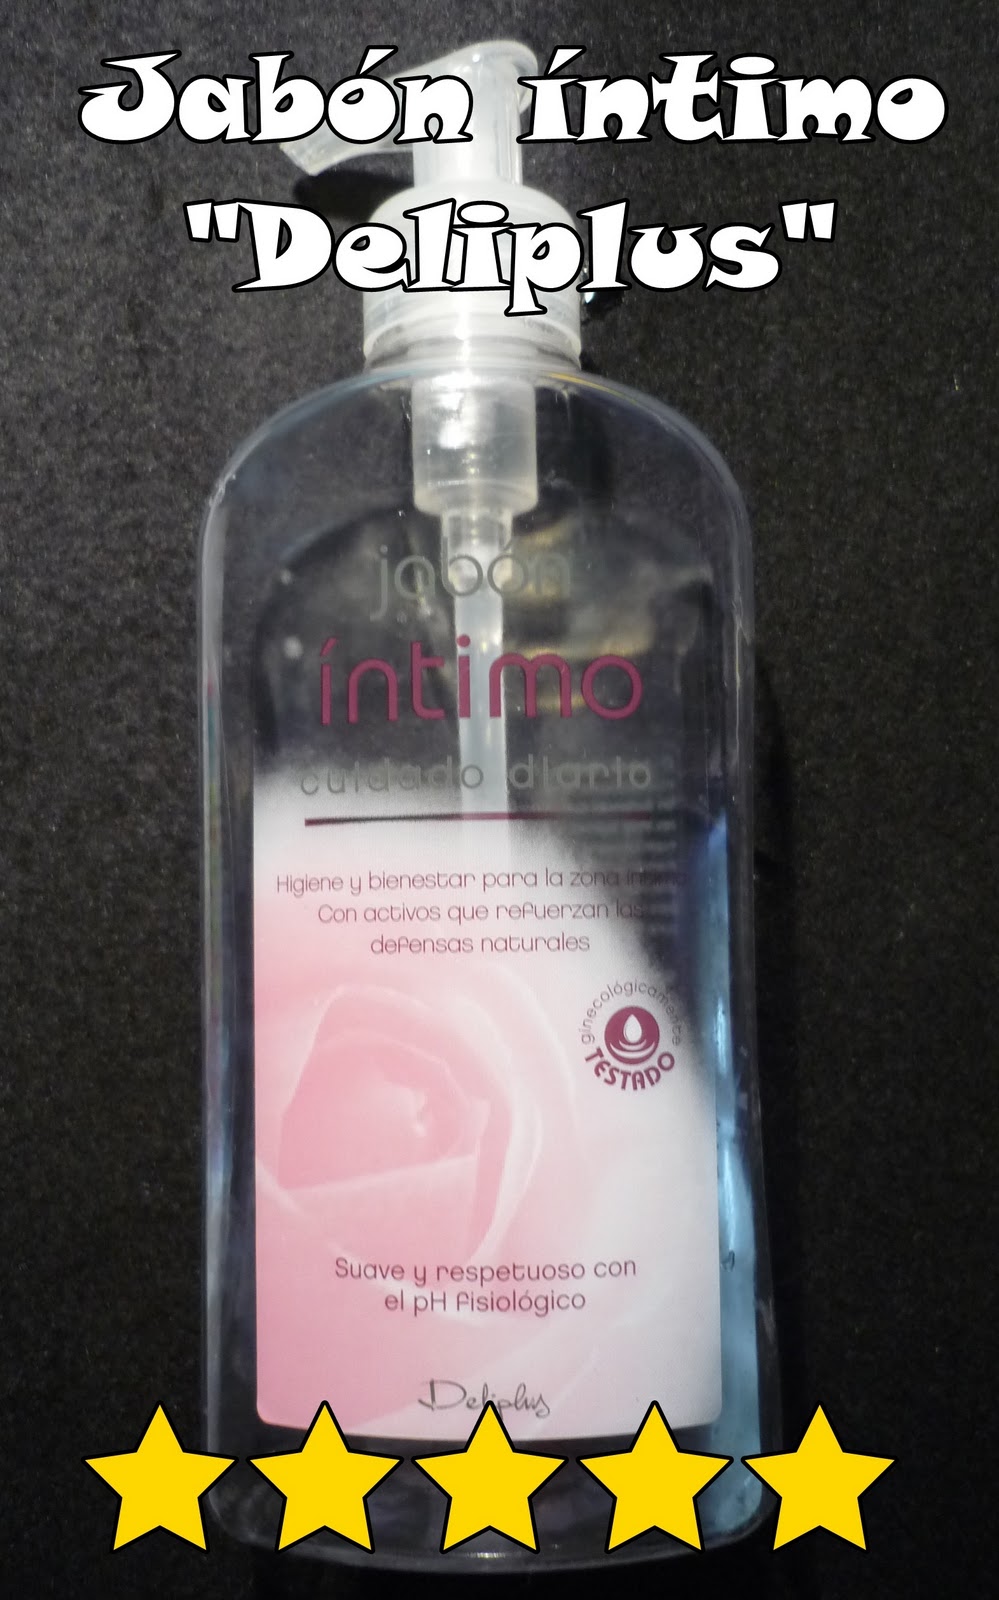 Jabón íntimo
"Deliplus"
jabón
íntimo
cuidado diario
Higiene y bienestar para la zona íntima
Con activos que refuerzan las
defensas naturales
ginecológicamente
TESTADO
Suave y respetuoso con
el pH fisiológico
Deliplus